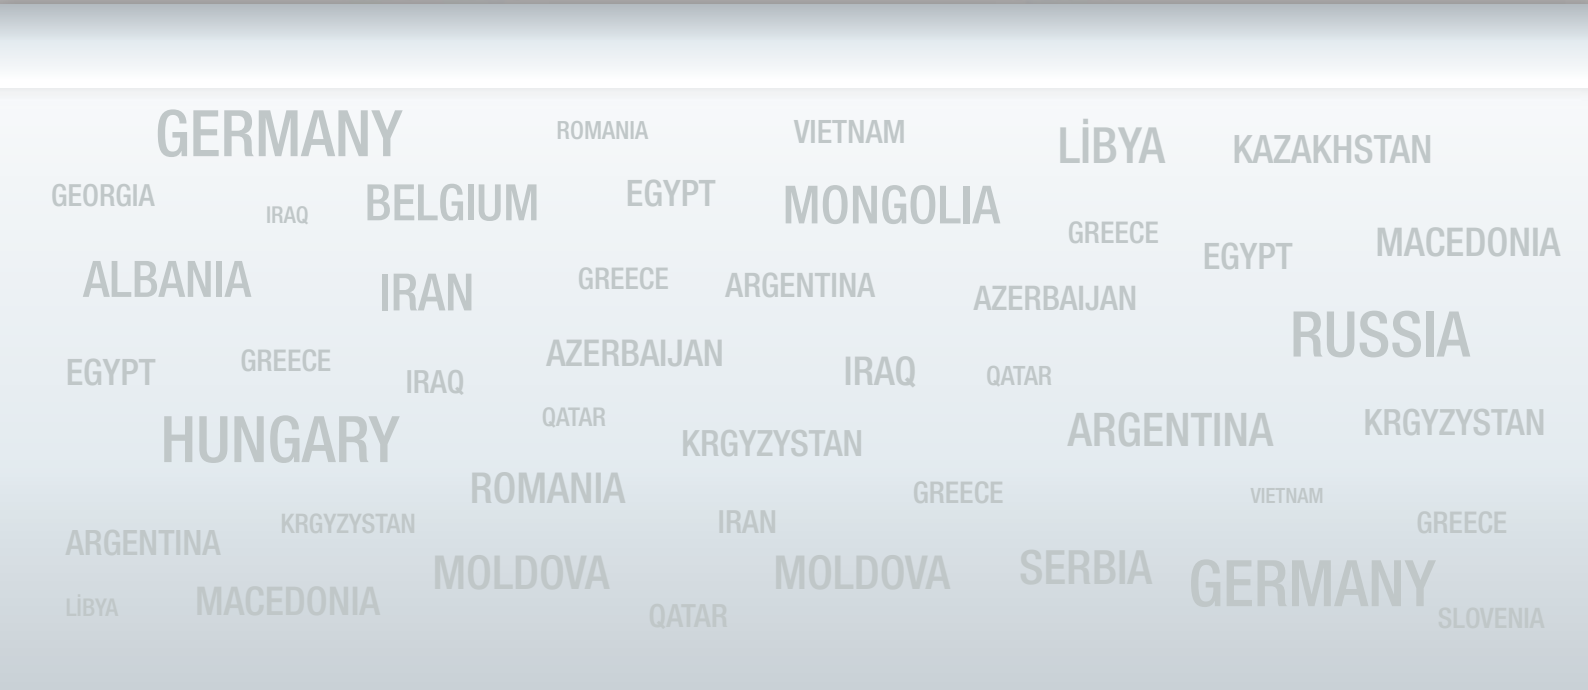 GERMANY ROMANIA VIETNAM LİBYA KAZAKHSTAN
GEORGIA IRAQ BELGIUM EGYPT MONGOLIA GREECE EGYPT MACEDONIA
ALBANIA IRAN GREECE ARGENTINA AZERBAIJAN RUSSIA
EGYPT GREECE IRAQ AZERBAIJAN IRAQ QATAR
HUNGARY QATAR KRGYZYSTAN ARGENTINA KRGYZYSTAN
ROMANIA GREECE VIETNAM
ARGENTINA KRGYZYSTAN IRAN GREECE
MOLDOVA MOLDOVA SERBIA GERMANY
LİBYA MACEDONIA QATAR SLOVENIA